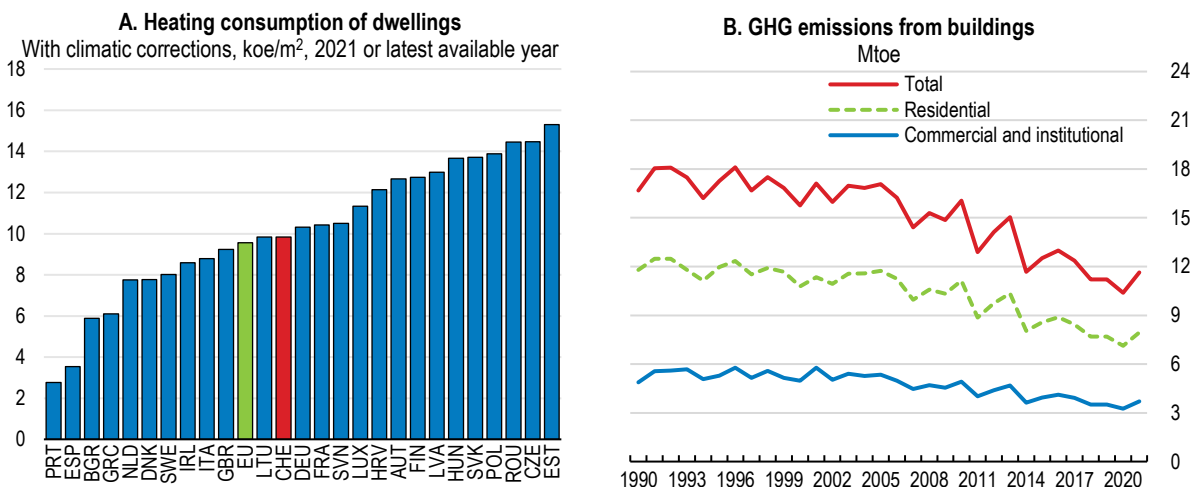 A. Heating consumption of dwellings
With climatic corrections, koe/m², 2021 or latest available year
18
16
14
12
10
8
6
4
2
0
PRT ESP BGR GRC NLD DNK SWE IRL ITA GBR EU LTU CHE DEU FRA SVN LUX HRV AUT FIN LVA HUN SVK POL ROU CZE EST
B. GHG emissions from buildings
Mtoe
Total
Residential
Commercial and institutional
24
21
18
15
12
9
6
3
0
1990 1993 1996 1999 2002 2005 2008 2011 2014 2017 2020